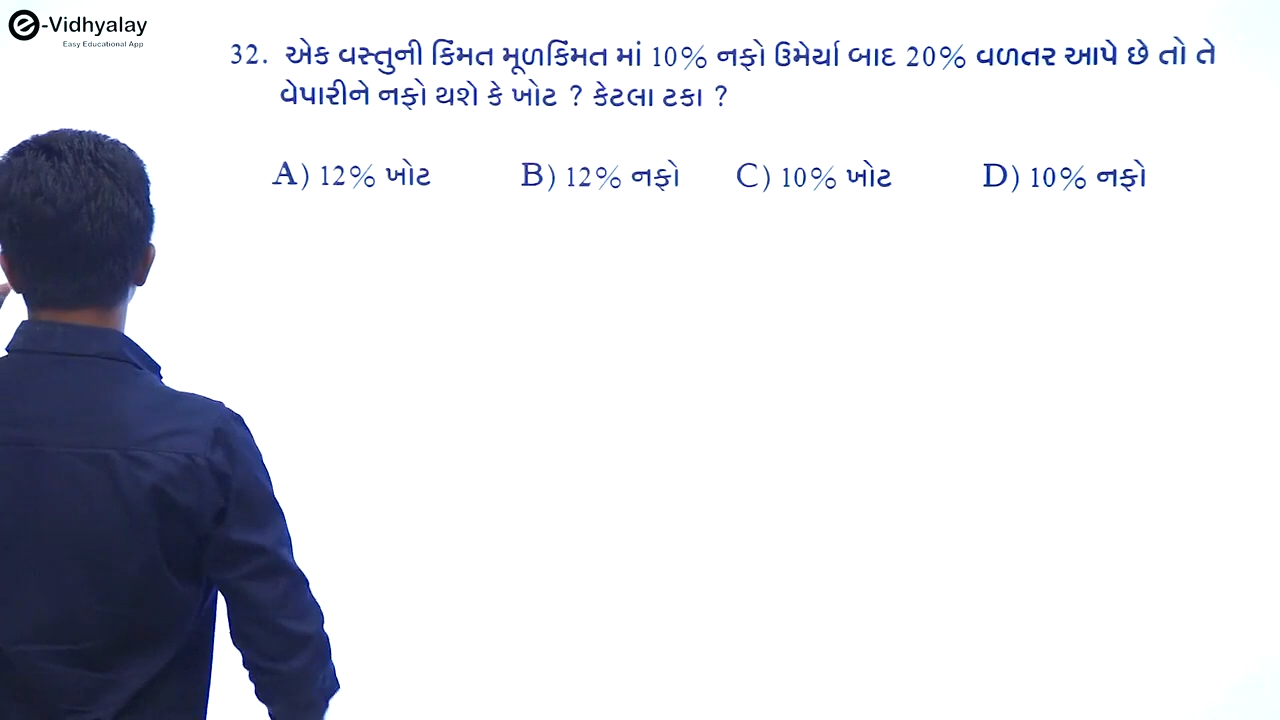 e-Vidhyalay
Easy Educational App
32. એક વસ્તુની કિંમત મૂળકિંમત માં 10% નફો ઉમેર્યા બાદ 20% વળતર આપે છે તો તે
વેપારીને નફો થશે કે ખોટ ? કેટલા ટકા ?
A) 12% ખોટ B) 12% નફો C) 10% ખોટ D) 10% નફો